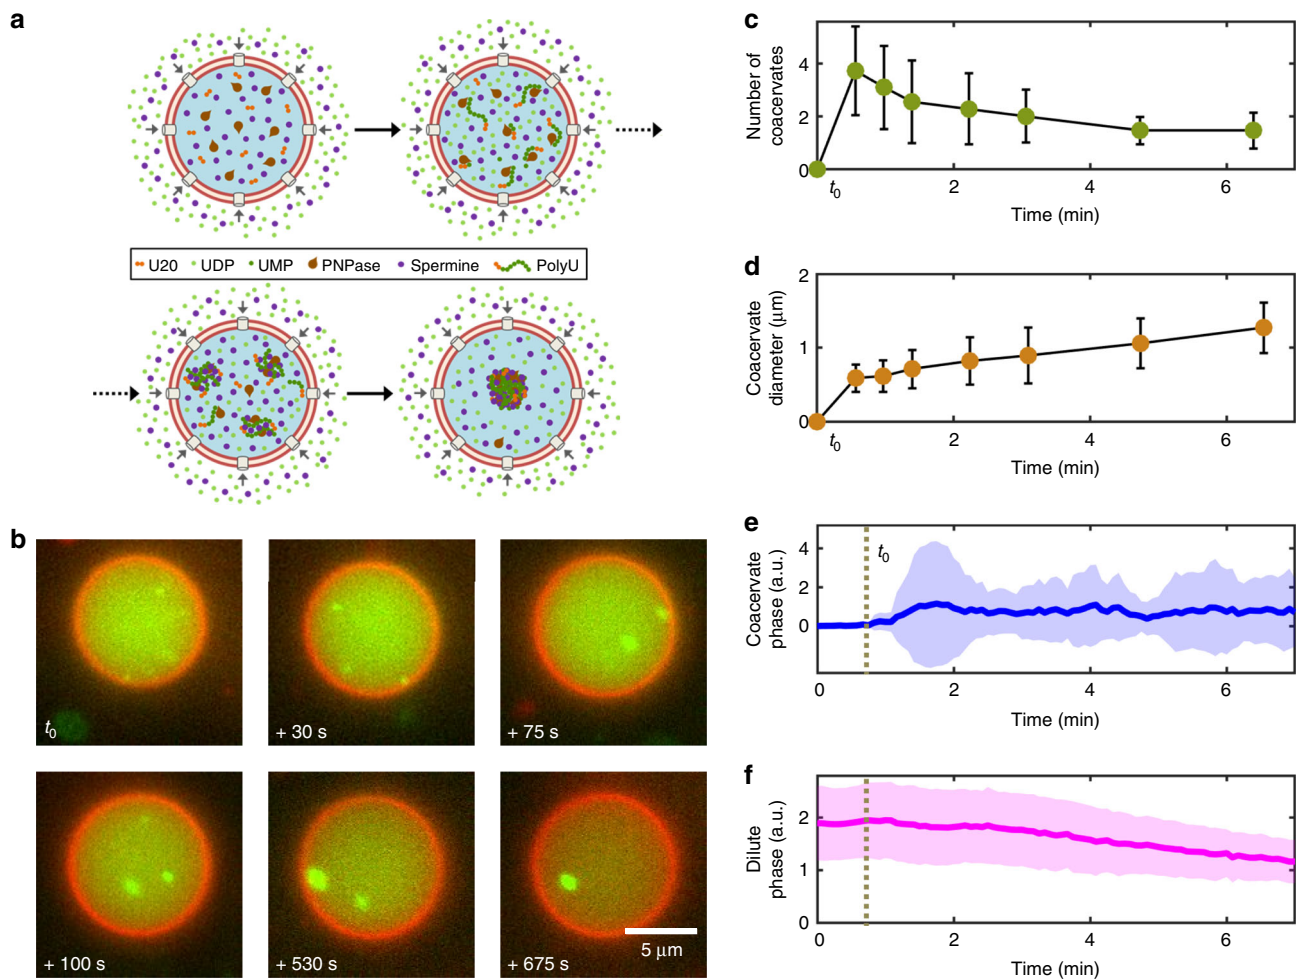 a
U20 UDP UMP PNPase Spermine PolyU
b
t0
+ 30 s
+ 75 s
+ 100 s
+ 530 s
+ 675 s
5 μm
c
Number of
coacervates
4
2
0
t0
2
4
6
Time (min)
d
Coacervate
diameter (μm)
2
1
0
t0
2
4
6
Time (min)
e
Coacervate
phase (a.u.)
4
2
0
t0
0
2
4
6
Time (min)
f
Dilute
phase (a.u.)
2
1
0
0
2
4
6
Time (min)